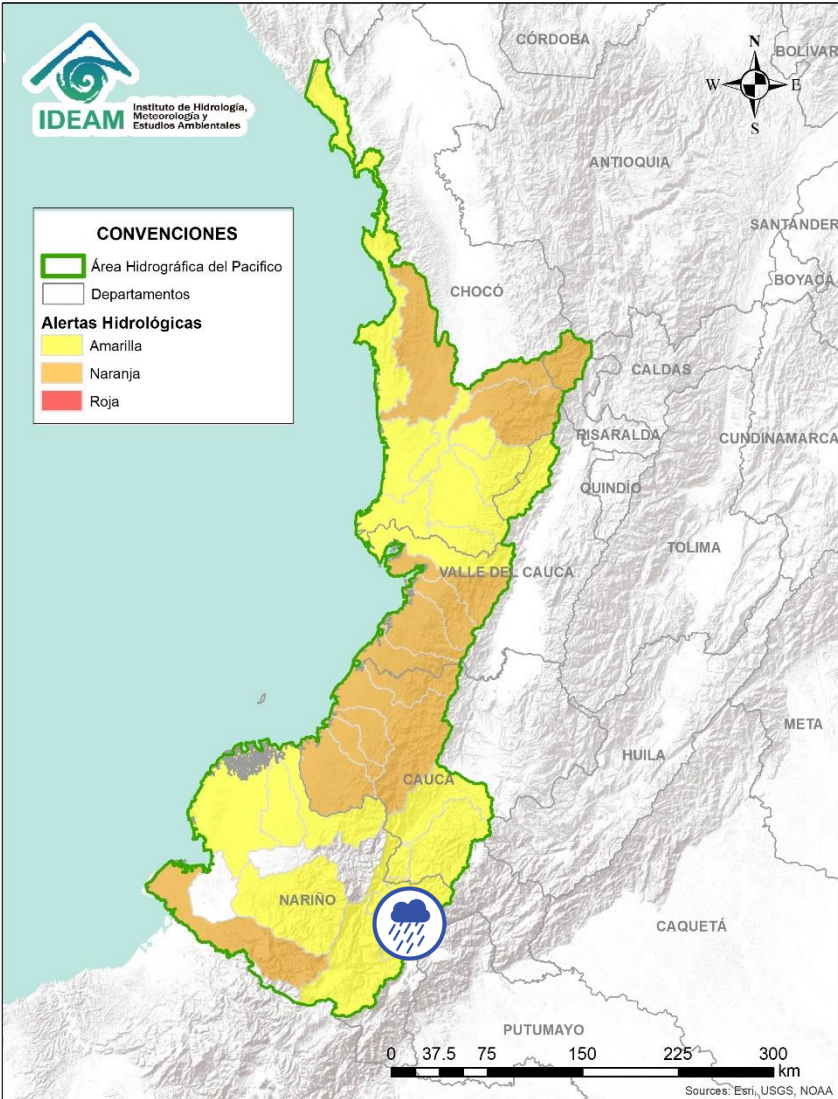 IDEAM
Instituto de Hidrología,
Meteorología y
Estudios Ambientales
CONVENCIONES
Área Hidrográfica del Pacifico
Departamentos
Alertas Hidrológicas
Amarilla
Naranja
Roja
N
W
E
S
CÓRDOBA
BOLÍVAR
ANTIOQUIA
SANTANDER
BOYACÁ
CHOCÓ
CALDAS
RISARALDA
CUNDINAMARCA
QUINDÍO
TOLIMA
VALLE DEL CAUCA
META
HUILA
CAUCA
NARIÑO
CAQUETÁ
PUTUMAYO
0 37.5 75 150 225 300
km
Sources: Esri, USGS, NOAA